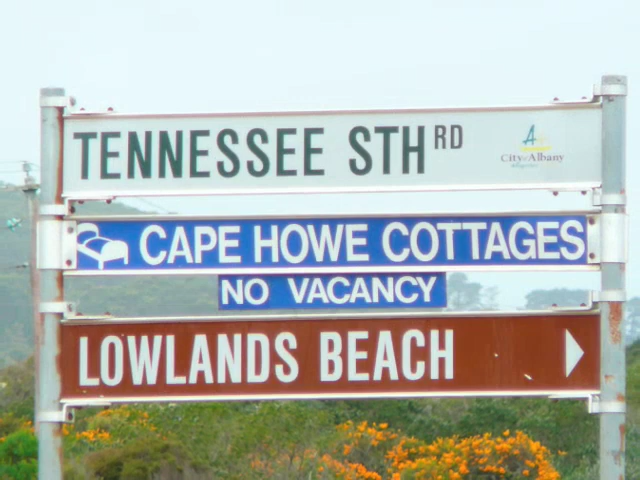 TENNESSEE STH RD
City of Albany
CAPE HOWE COTTAGES
NO VACANCY
LOWLANDS BEACH